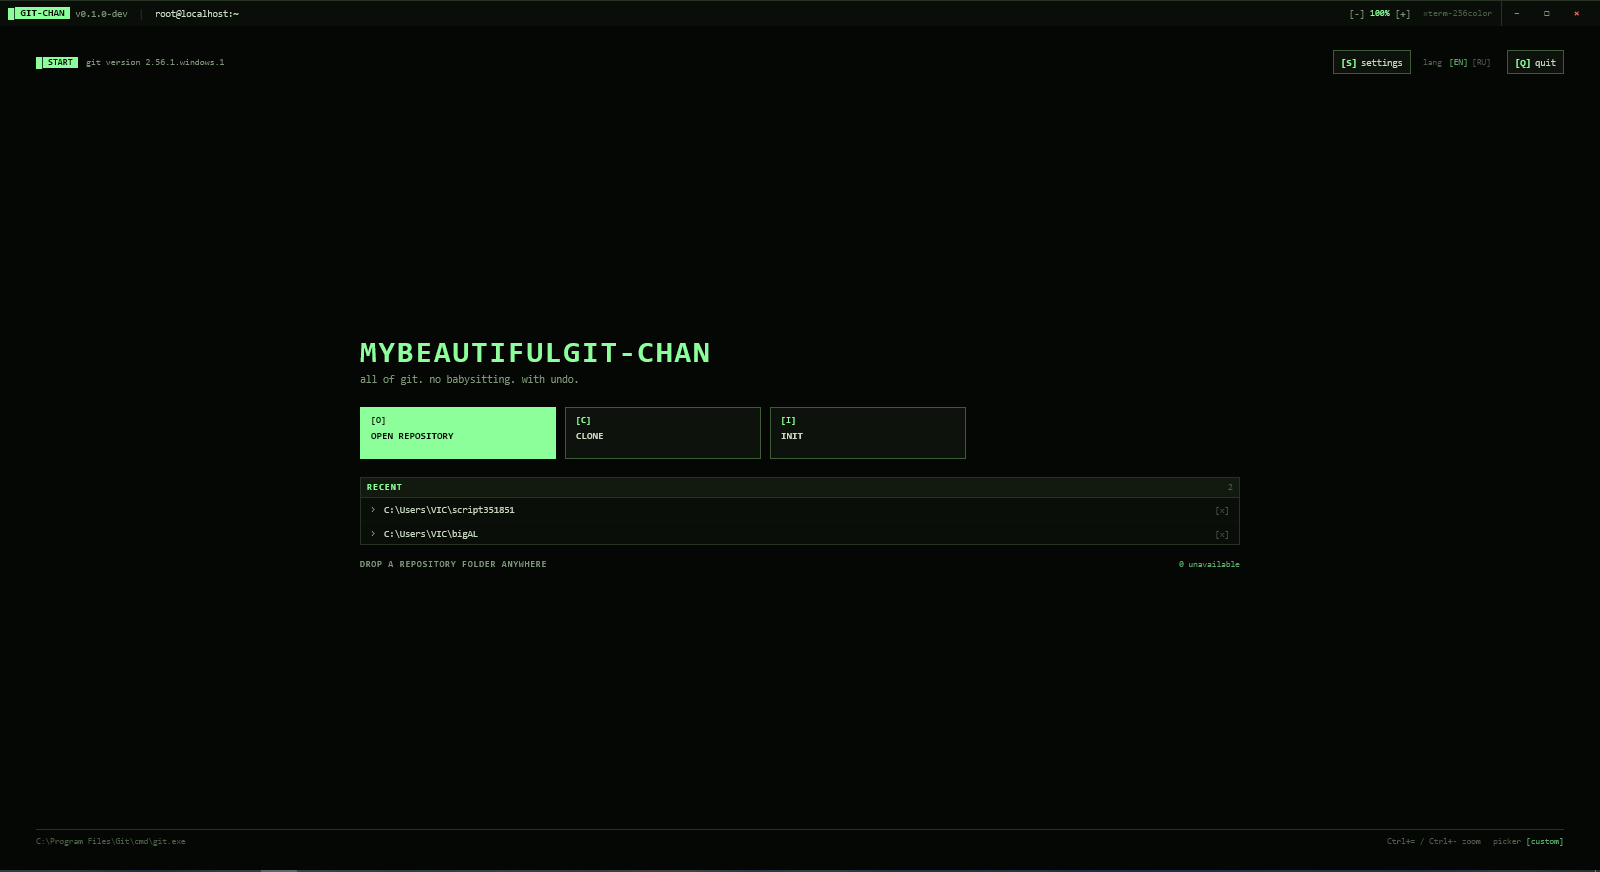 GIT-CHAN v0.1.0-dev | root@localhost:~ [-] 100% [+] xterm-256color
START git version 2.56.1.windows.1 [S] settings lang [EN] [RU] [Q] quit
MYBEAUTIFULGIT-CHAN
all of git. no babysitting. with undo.
[O] [C] [I]
OPEN REPOSITORY CLONE INIT
RECENT 2
> C:\Users\VIC\script351851 [x]
> C:\Users\VIC\bigAL [x]
DROP A REPOSITORY FOLDER ANYWHERE 0 unavailable
C:\Program Files\Git\cmd\git.exe Ctrl+= / Ctrl+- zoom picker [custom]